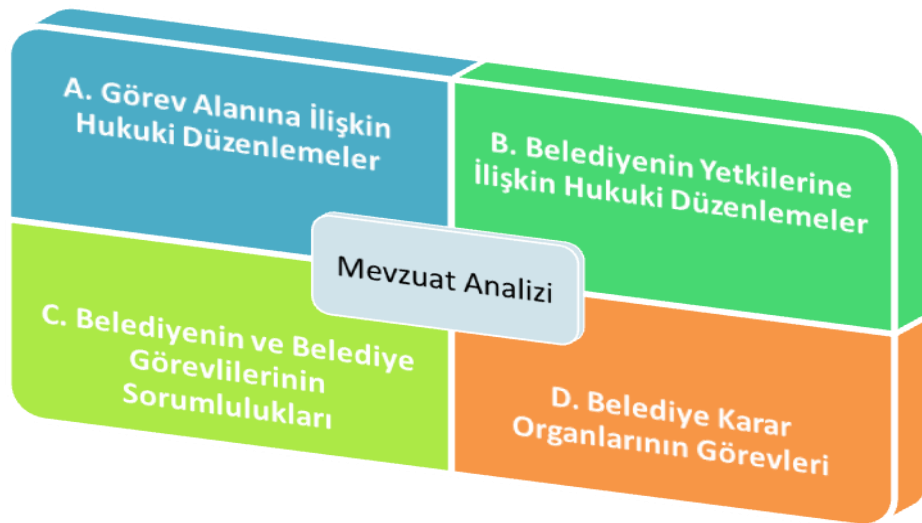 A. Görev Alanına İlişkin
Hukuki Düzenlemeler
B. Belediyenin Yetkilerine
İlişkin Hukuki Düzenlemeler
Mevzuat Analizi
C. Belediyenin ve Belediye
Görevlilerinin
Sorumlulukları
D. Belediye Karar
Organlarının Görevleri